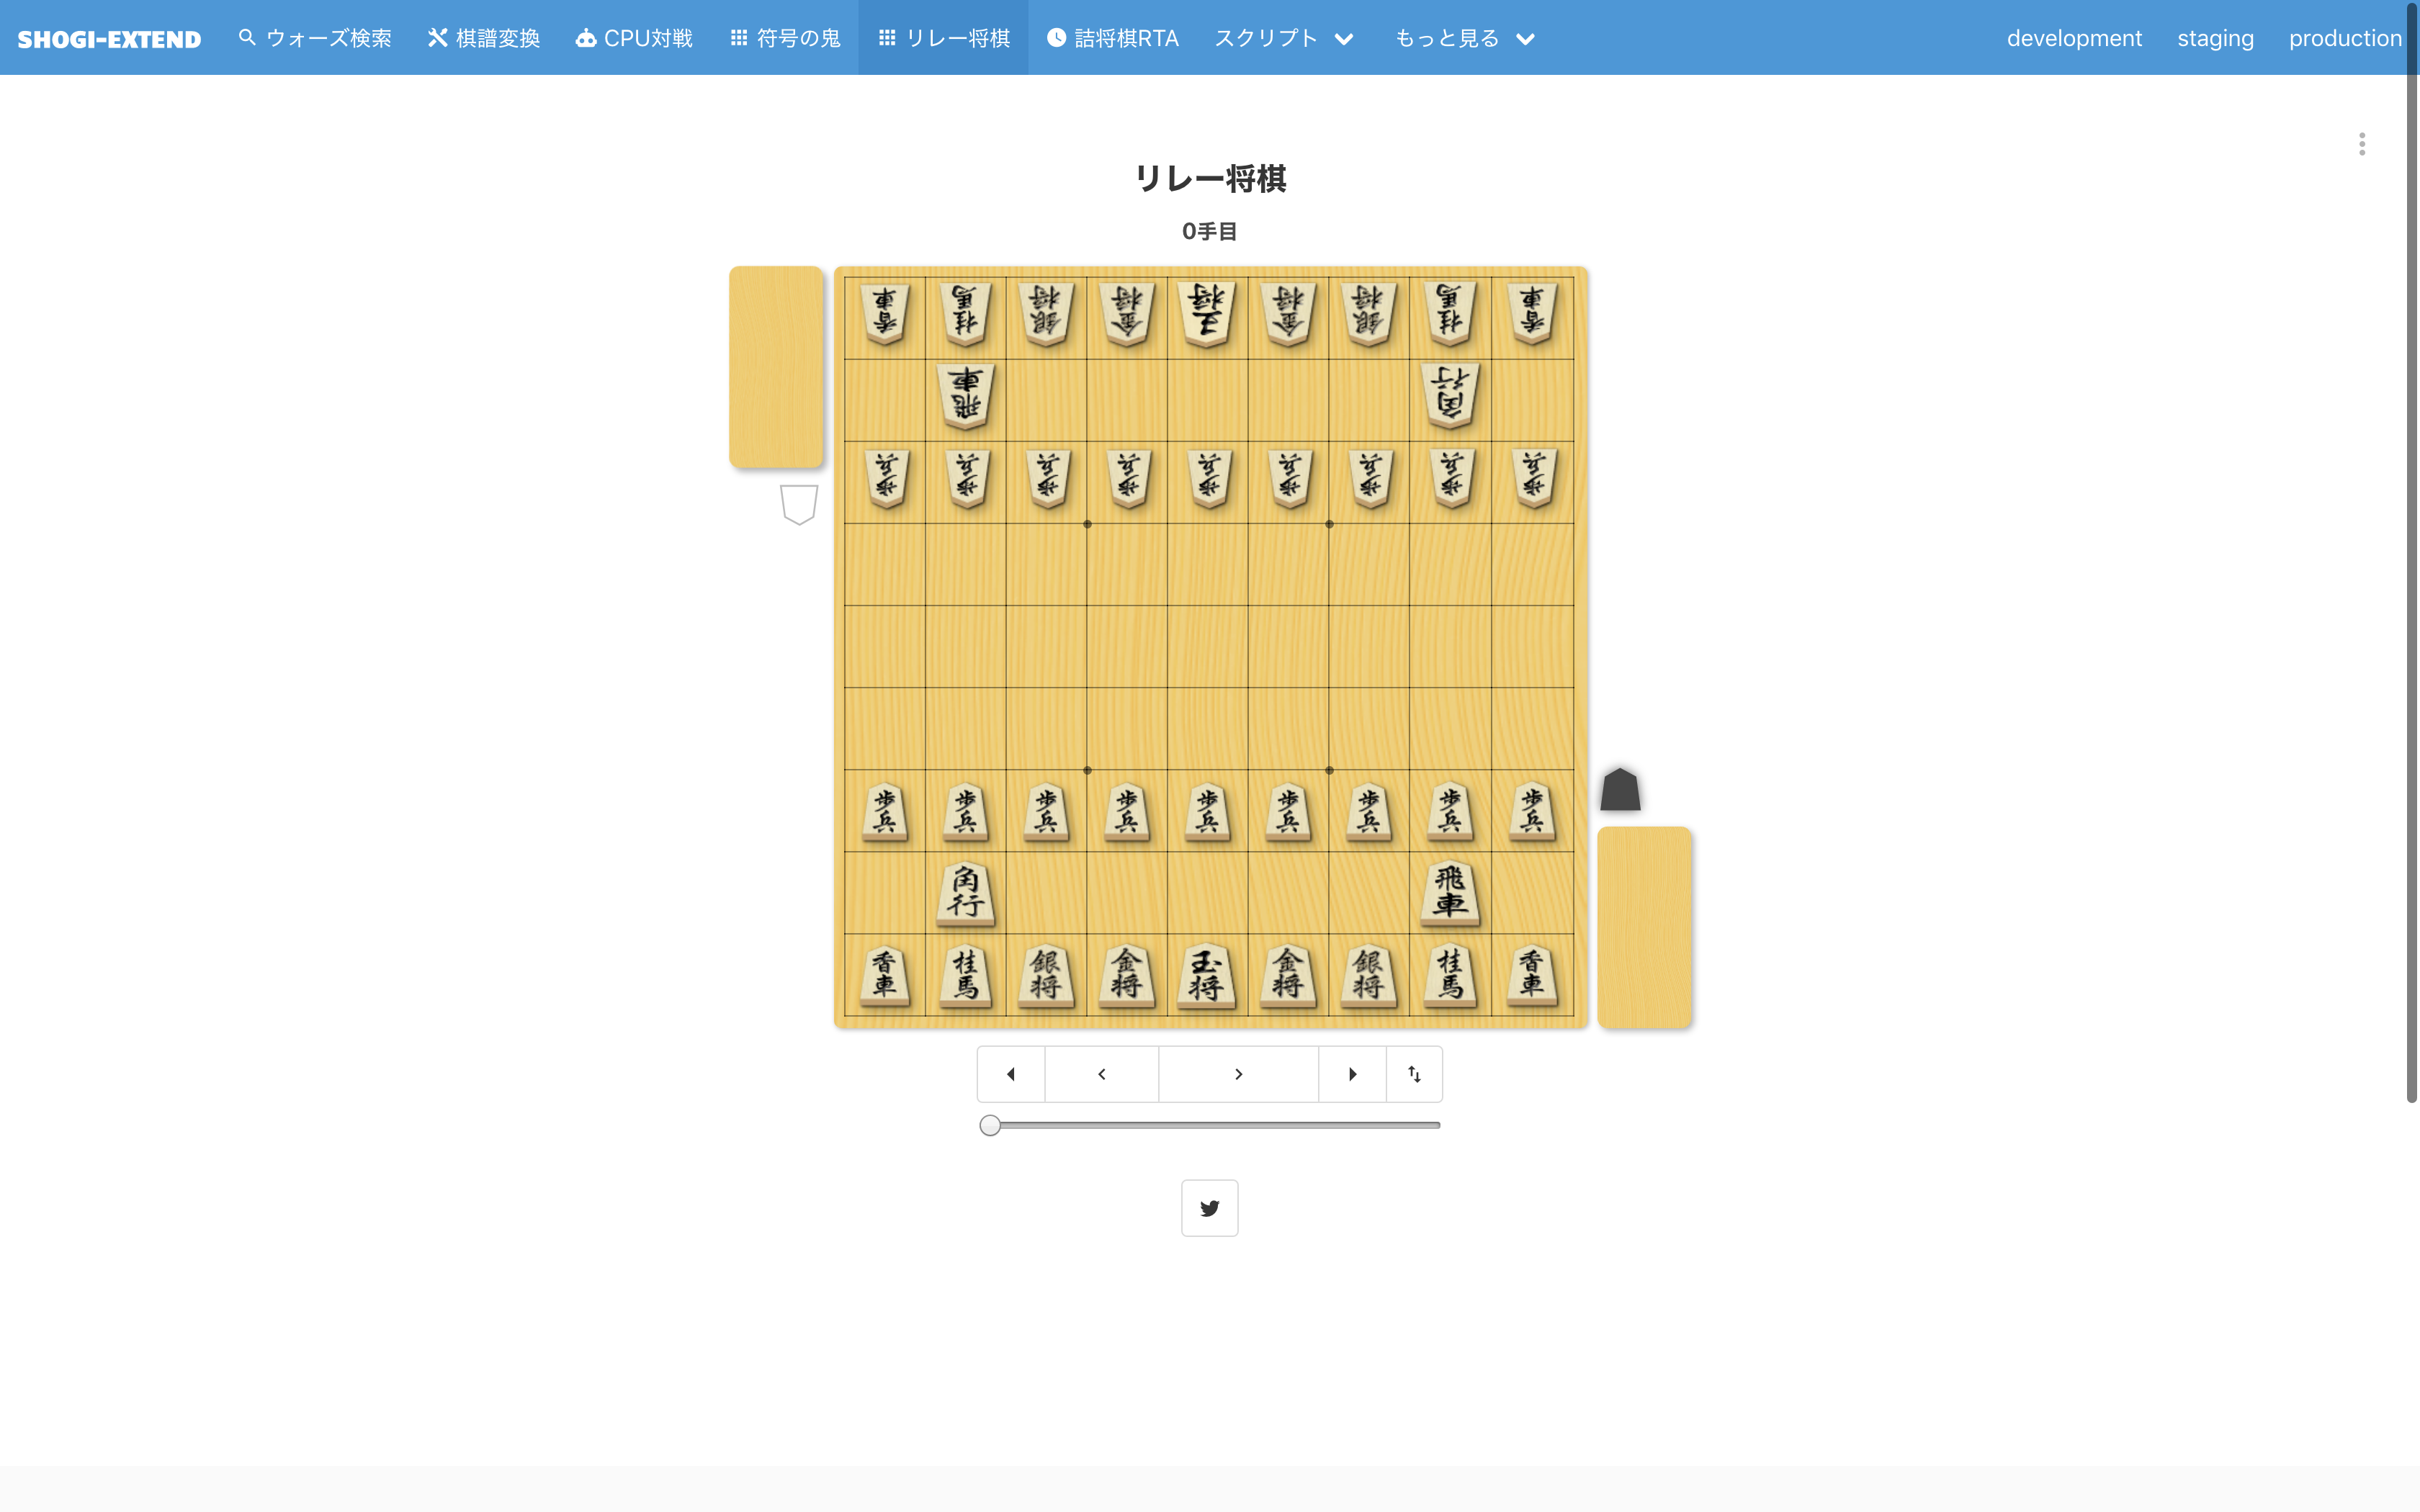 SHOGI-EXTEND ウォーズ検索 棋譜変換 CPU対戦 符号の鬼 リレー将棋 詰将棋RTA スクリプト もっと見る development staging production
リレー将棋
0手目
香車 桂馬 銀将 金将 王将 金将 銀将 桂馬 香車
飛車 角行
歩兵 歩兵 歩兵 歩兵 歩兵 歩兵 歩兵 歩兵 歩兵
歩兵 歩兵 歩兵 歩兵 歩兵 歩兵 歩兵 歩兵 歩兵
角行 飛車
香車 桂馬 銀将 金将 玉将 金将 銀将 桂馬 香車